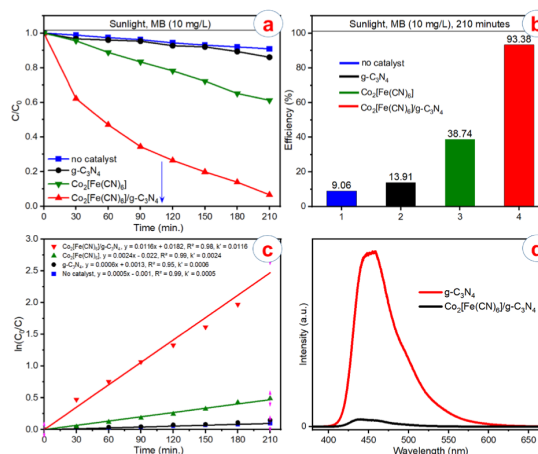 Sunlight, MB (10 mg/L)
a
1.0
0.8
0.6
0.4
0.2
0.0
C/C₀
no catalyst
g-C₃N₄
Co₂[Fe(CN)₆]
Co₂[Fe(CN)₆]/g-C₃N₄
0 30 60 90 120 150 180 210
Time (min.)
Sunlight, MB (10 mg/L), 210 minutes
b
100
80
60
40
20
0
Efficiency (%)
no catalyst
g-C₃N₄
Co₂[Fe(CN)₆]
Co₂[Fe(CN)₆]/g-C₃N₄
9.06
13.91
38.74
93.38
1 2 3 4
c
Co₂[Fe(CN)₆]/g-C₃N₄, y = 0.0116x + 0.0182, R² = 0.98, k' = 0.0116
Co₂[Fe(CN)₆], y = 0.0024x - 0.022, R² = 0.99, k' = 0.0024
g-C₃N₄, y = 0.0006x + 0.0013, R² = 0.95, k' = 0.0006
No catalyst, y = 0.0005x - 0.001, R² = 0.99, k' = 0.0005
3.0
2.5
2.0
1.5
1.0
0.5
0.0
ln(C₀/C)
0 30 60 90 120 150 180 210
Time (min.)
d
g-C₃N₄
Co₂[Fe(CN)₆]/g-C₃N₄
Intensity (a.u.)
400 450 500 550 600 650
Wavelength (nm)